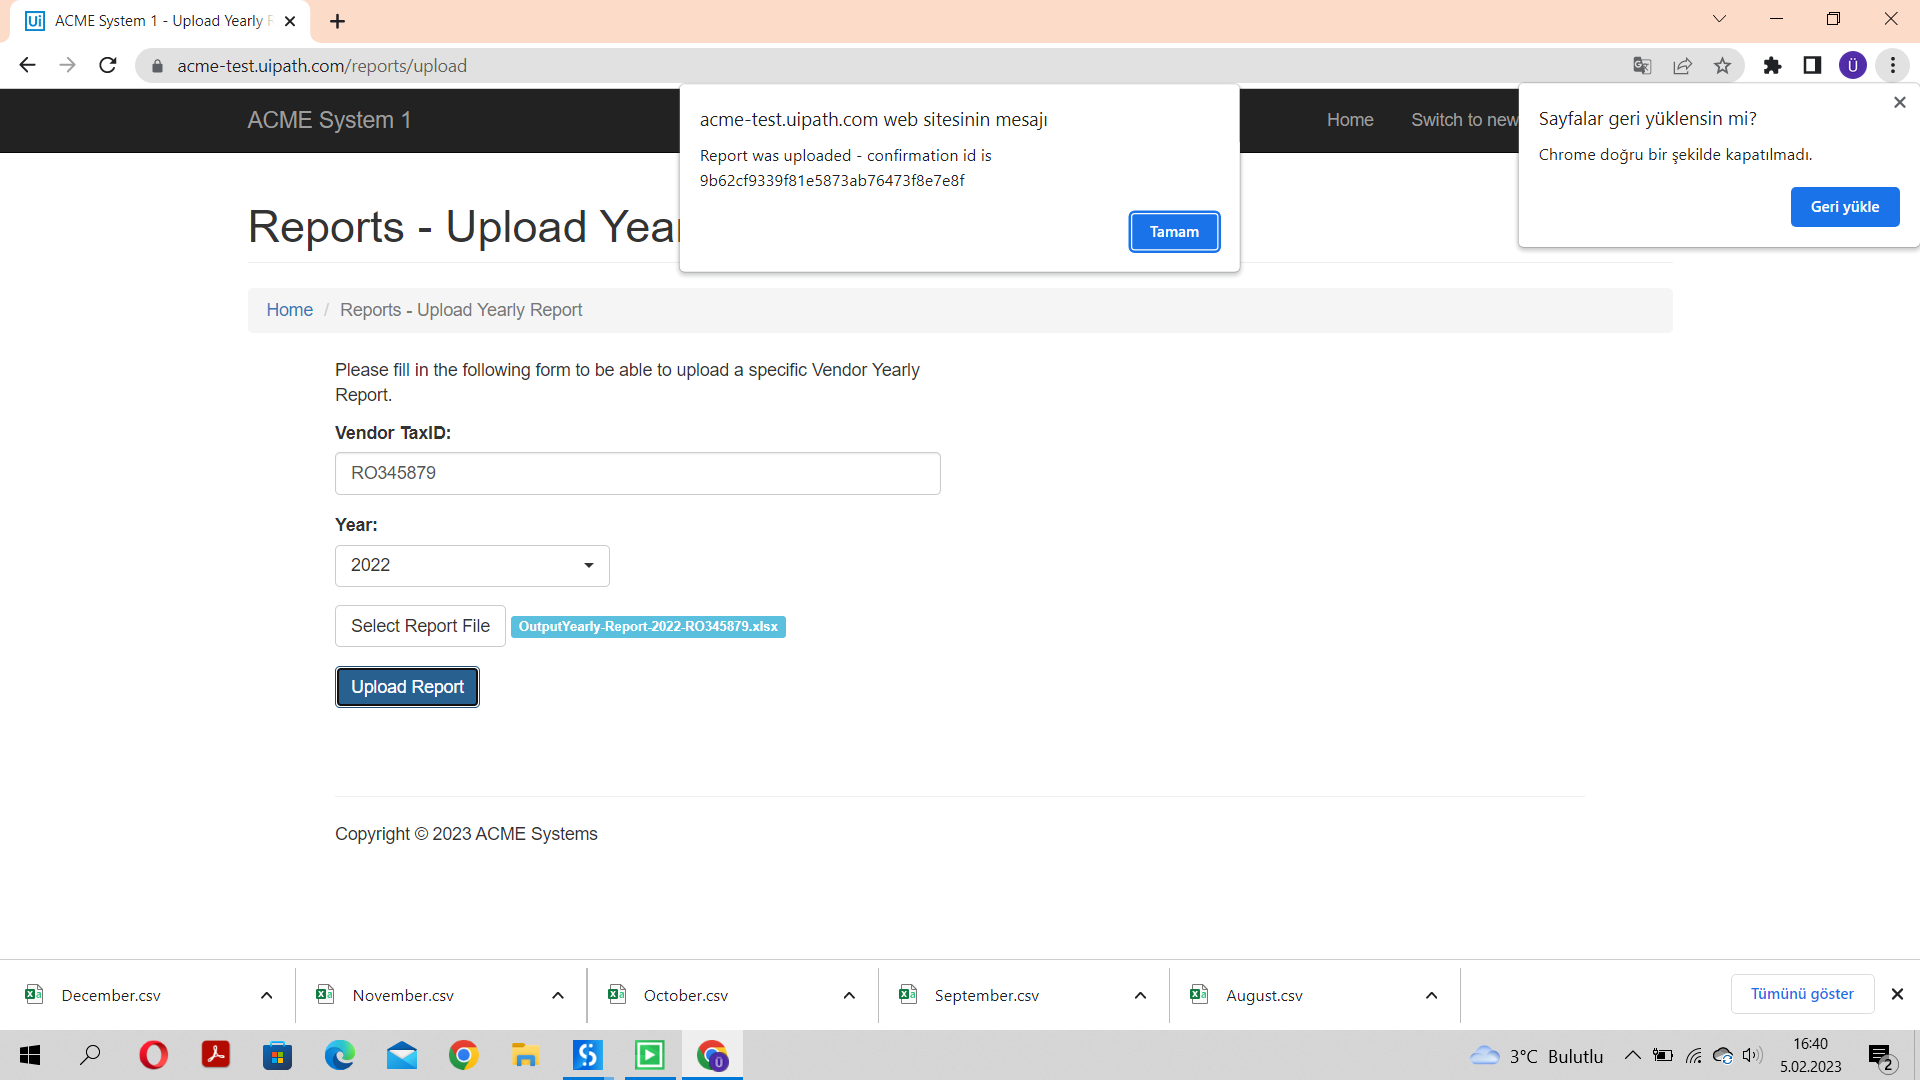 ACME System 1 - Upload Yearly R
acme-test.uipath.com/reports/upload
Ü
ACME System 1
Home
Switch to new
acme-test.uipath.com web sitesinin mesajı
Report was uploaded - confirmation id is
9b62cf9339f81e5873ab76473f8e7e8f
Tamam
Sayfalar geri yüklensin mi?
Chrome doğru bir şekilde kapatılmadı.
Geri yükle
Reports - Upload Year
Home / Reports - Upload Yearly Report
Please fill in the following form to be able to upload a specific Vendor Yearly
Report.
Vendor TaxID:
RO345879
Year:
2022
Select Report File
OutputYearly-Report-2022-RO345879.xlsx
Upload Report
Copyright © 2023 ACME Systems
December.csv
November.csv
October.csv
September.csv
August.csv
Tümünü göster
3°C Bulutlu
16:40
5.02.2023
2